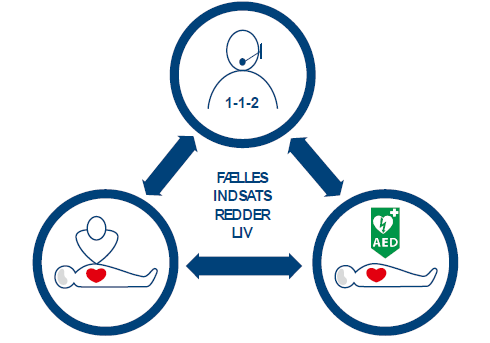 1-1-2
FÆLLES
INDSATS
REDDER
LIV
AED